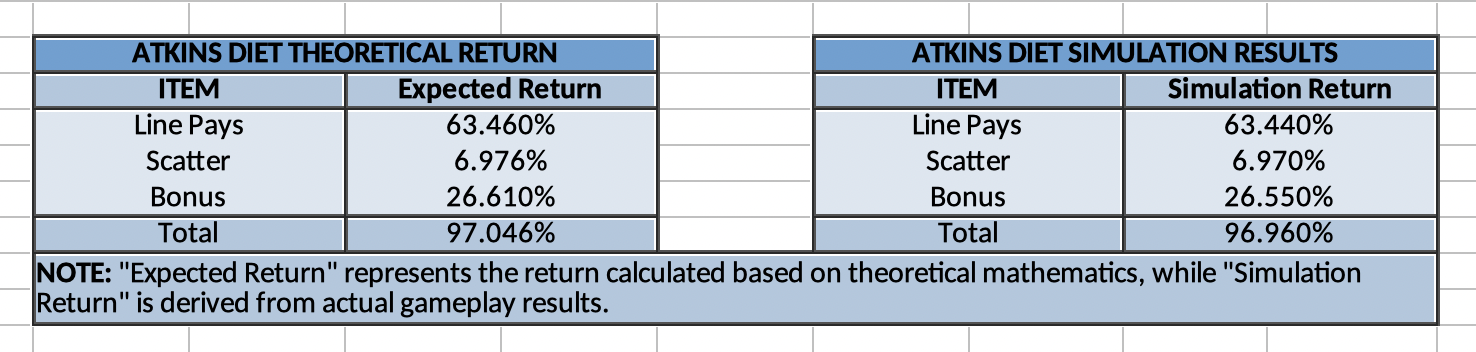 ATKINS DIET THEORETICAL RETURN ATKINS DIET SIMULATION RESULTS
ITEM Expected Return ITEM Simulation Return
Line Pays 63.460% Line Pays 63.440%
Scatter 6.976% Scatter 6.970%
Bonus 26.610% Bonus 26.550%
Total 97.046% Total 96.960%
NOTE: "Expected Return" represents the return calculated based on theoretical mathematics, while "Simulation
Return" is derived from actual gameplay results.